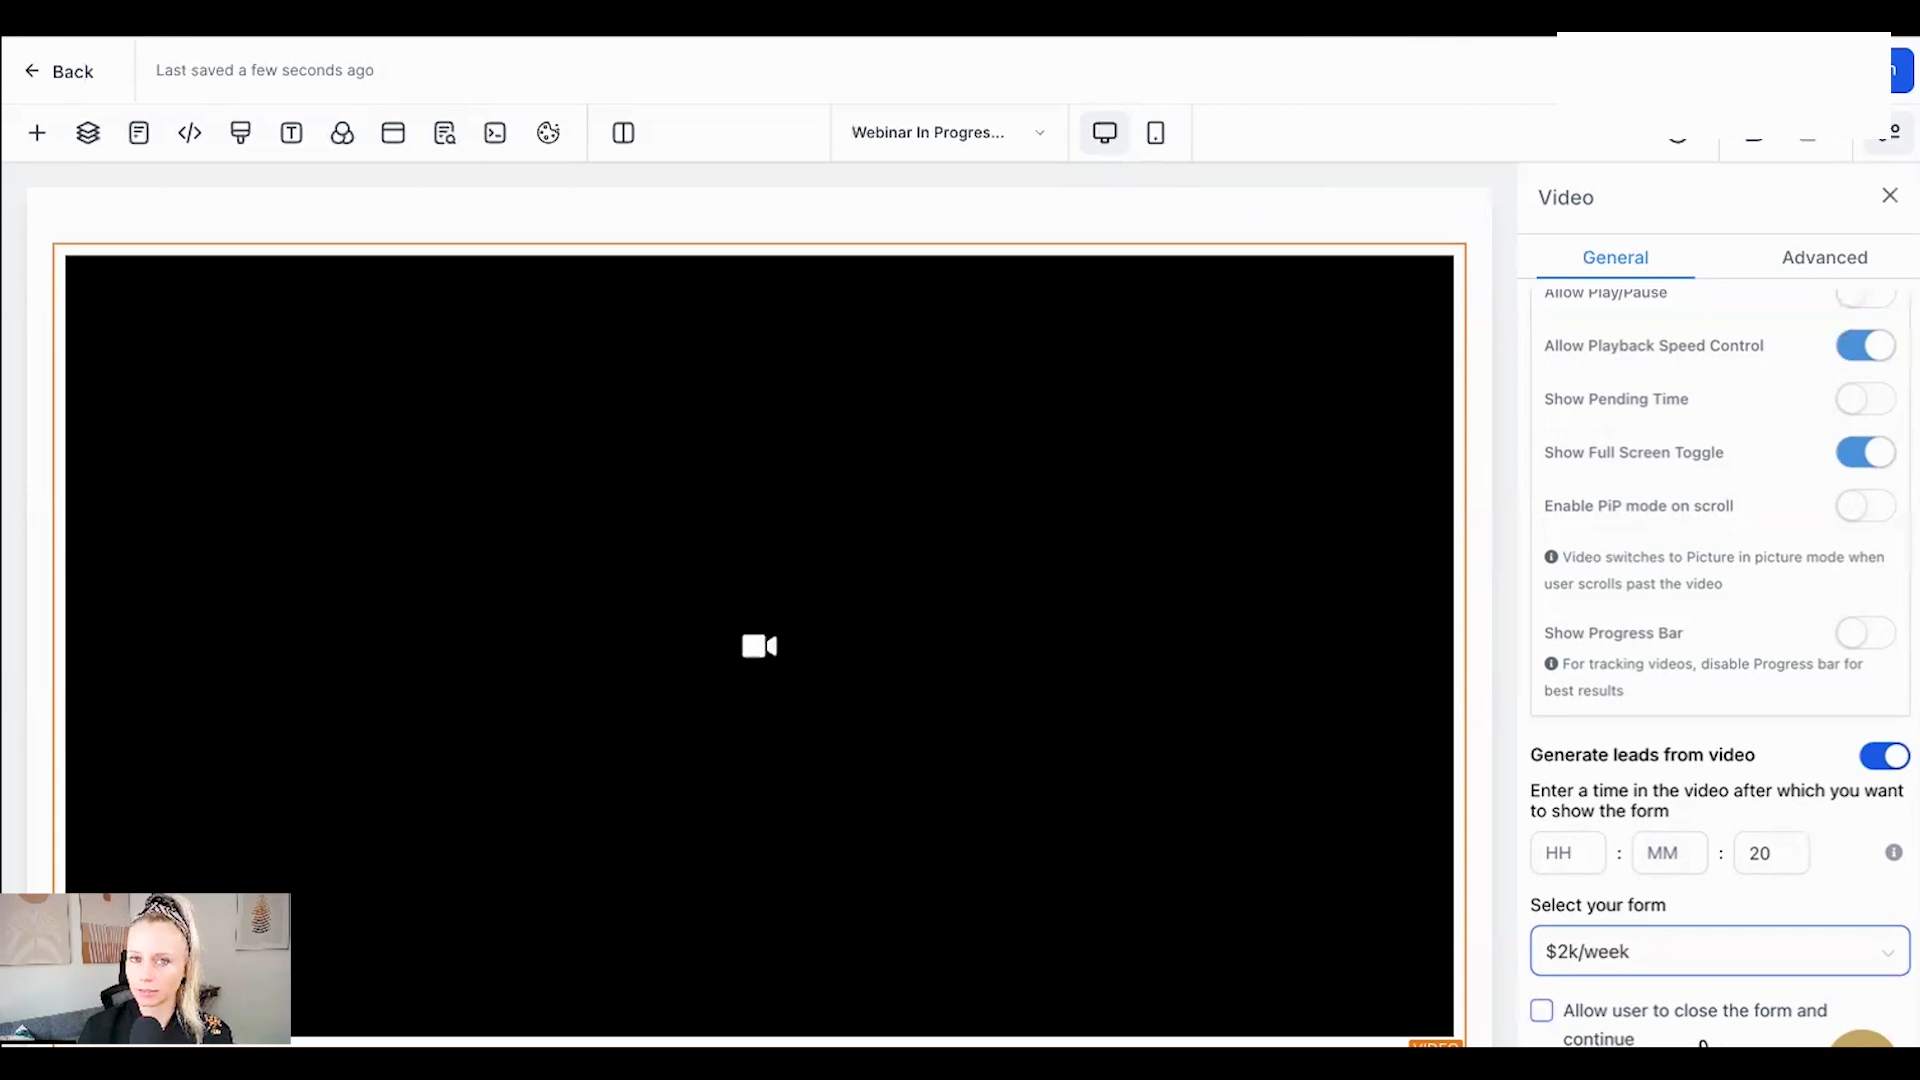 Back
Last saved a few seconds ago
Webinar In Progres...
Video
General
Advanced
Allow Play/Pause
Allow Playback Speed Control
Show Pending Time
Show Full Screen Toggle
Enable PiP mode on scroll
Video switches to Picture in picture mode when
user scrolls past the video
Show Progress Bar
For tracking videos, disable Progress bar for
best results
Generate leads from video
Enter a time in the video after which you want
to show the form
HH : MM : 20
Select your form
$2k/week
Allow user to close the form and
continue
VIDEO